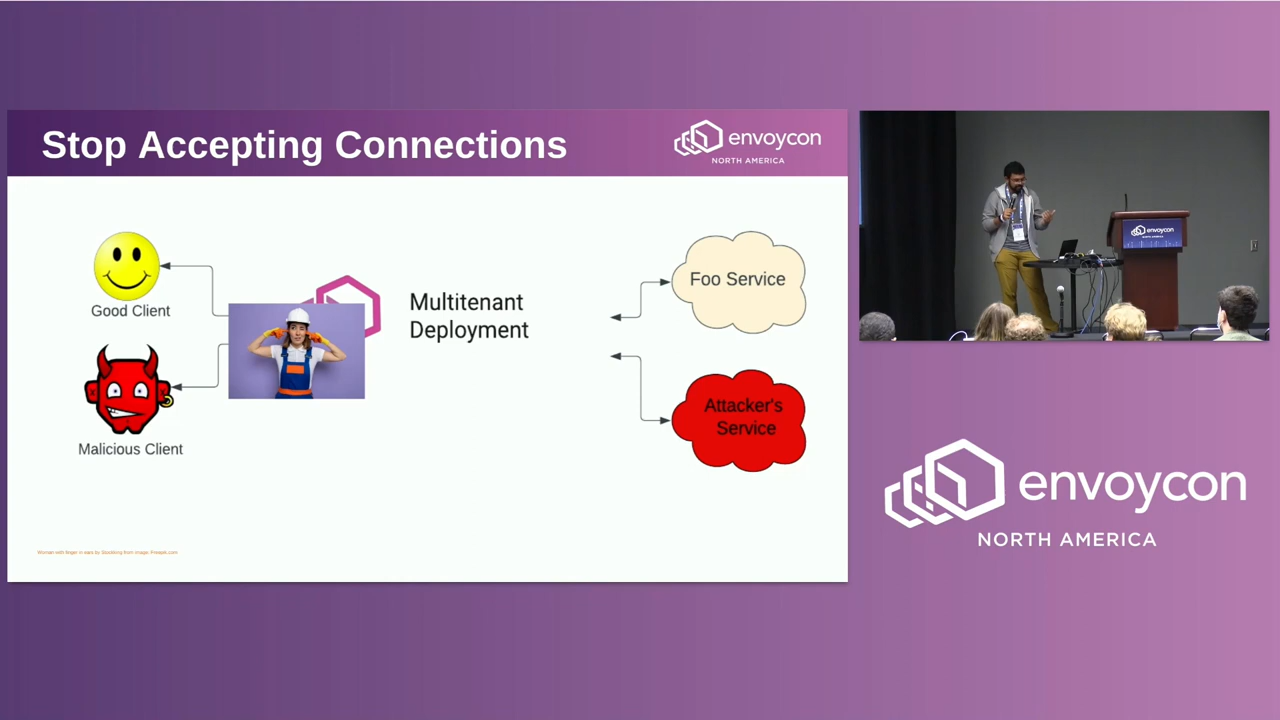 Stop Accepting Connections
envoycon
NORTH AMERICA
Good Client
Malicious Client
Multitenant
Deployment
Foo Service
Attacker's
Service
envoycon
envoycon
NORTH AMERICA